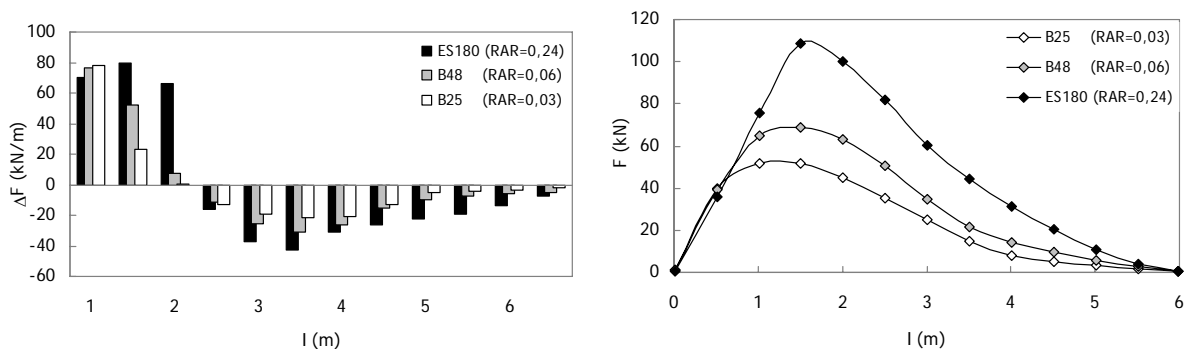 100
80
60
40
20
0
-20
-40
-60
ΔF (kN/m)
1 2 3 4 5 6
l (m)
ES180 (RAR=0,24)
B48 (RAR=0,06)
B25 (RAR=0,03)
120
100
80
60
40
20
0
F (kN)
0 1 2 3 4 5 6
l (m)
B25 (RAR=0,03)
B48 (RAR=0,06)
ES180 (RAR=0,24)